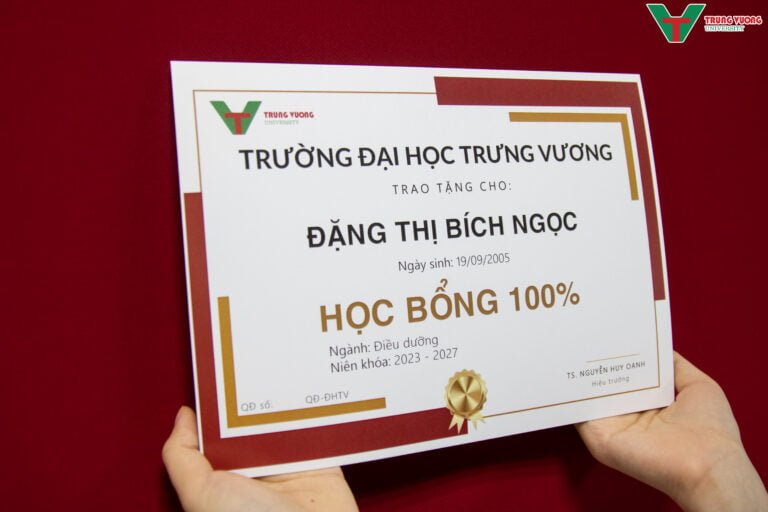 TRUNG VUONG
UNIVERSITY
TRUNG VUONG
UNIVERSITY
TRƯỜNG ĐẠI HỌC TRƯNG VƯƠNG
TRAO TẶNG CHO:
ĐẶNG THỊ BÍCH NGỌC
Ngày sinh: 19/09/2005
HỌC BỔNG 100%
Ngành: Điều dưỡng
Niên khóa: 2023 - 2027
QĐ số: QĐ-ĐHTV
TS. NGUYỄN HUY OANH
Hiệu trưởng